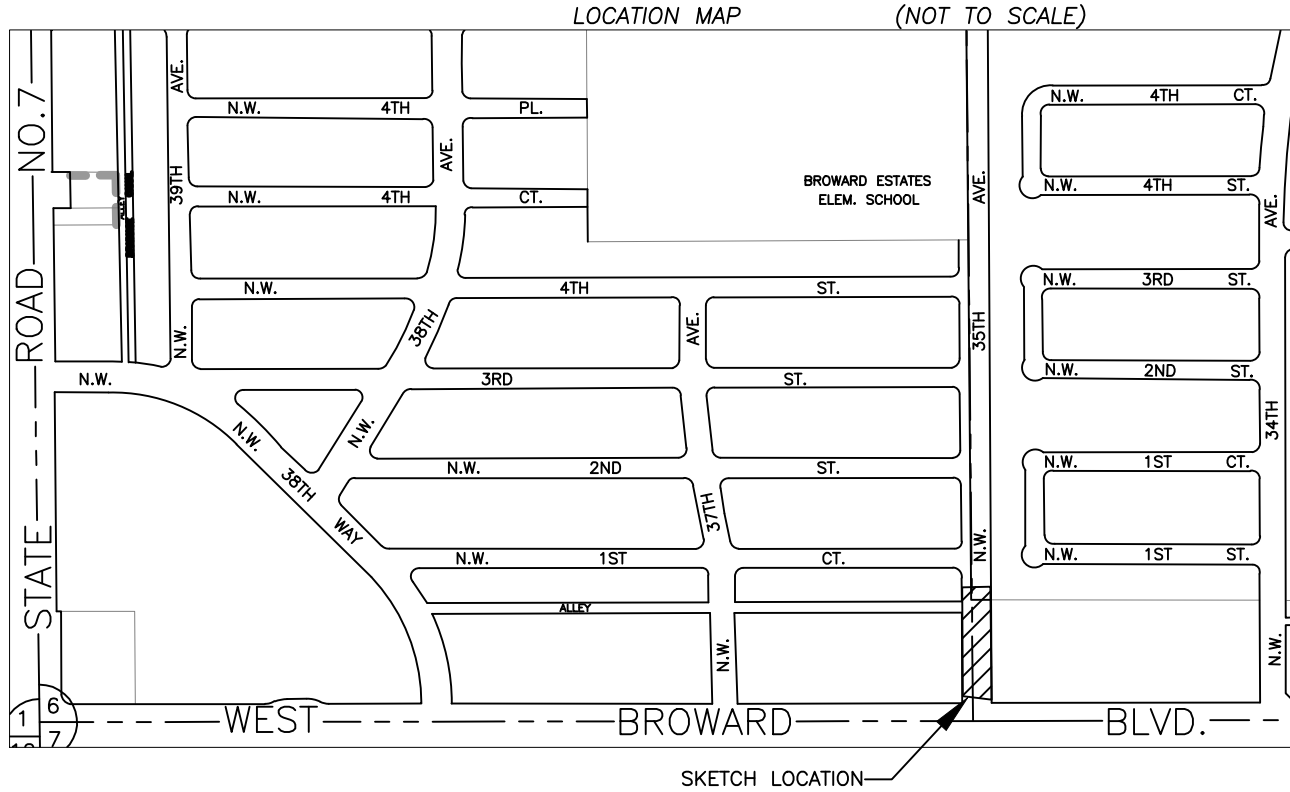 LOCATION MAP (NOT TO SCALE)
N.W. 4TH PL.
N.W. 4TH CT.
N.W. 4TH ST.
N.W. 3RD ST.
N.W. 2ND ST.
N.W. 1ST CT.
ALLEY
ALLEY
N.W. 39TH AVE.
N.W. 38TH AVE.
N.W. 38TH WAY
N.W. 37TH AVE.
N.W. 35TH AVE.
N.W. 34TH AVE.
BROWARD ESTATES
ELEM. SCHOOL
N.W. 4TH CT.
N.W. 4TH ST.
N.W. 3RD ST.
N.W. 2ND ST.
N.W. 1ST CT.
N.W. 1ST ST.
STATE ROAD NO.7
1 6
7
WEST BROWARD BLVD.
SKETCH LOCATION